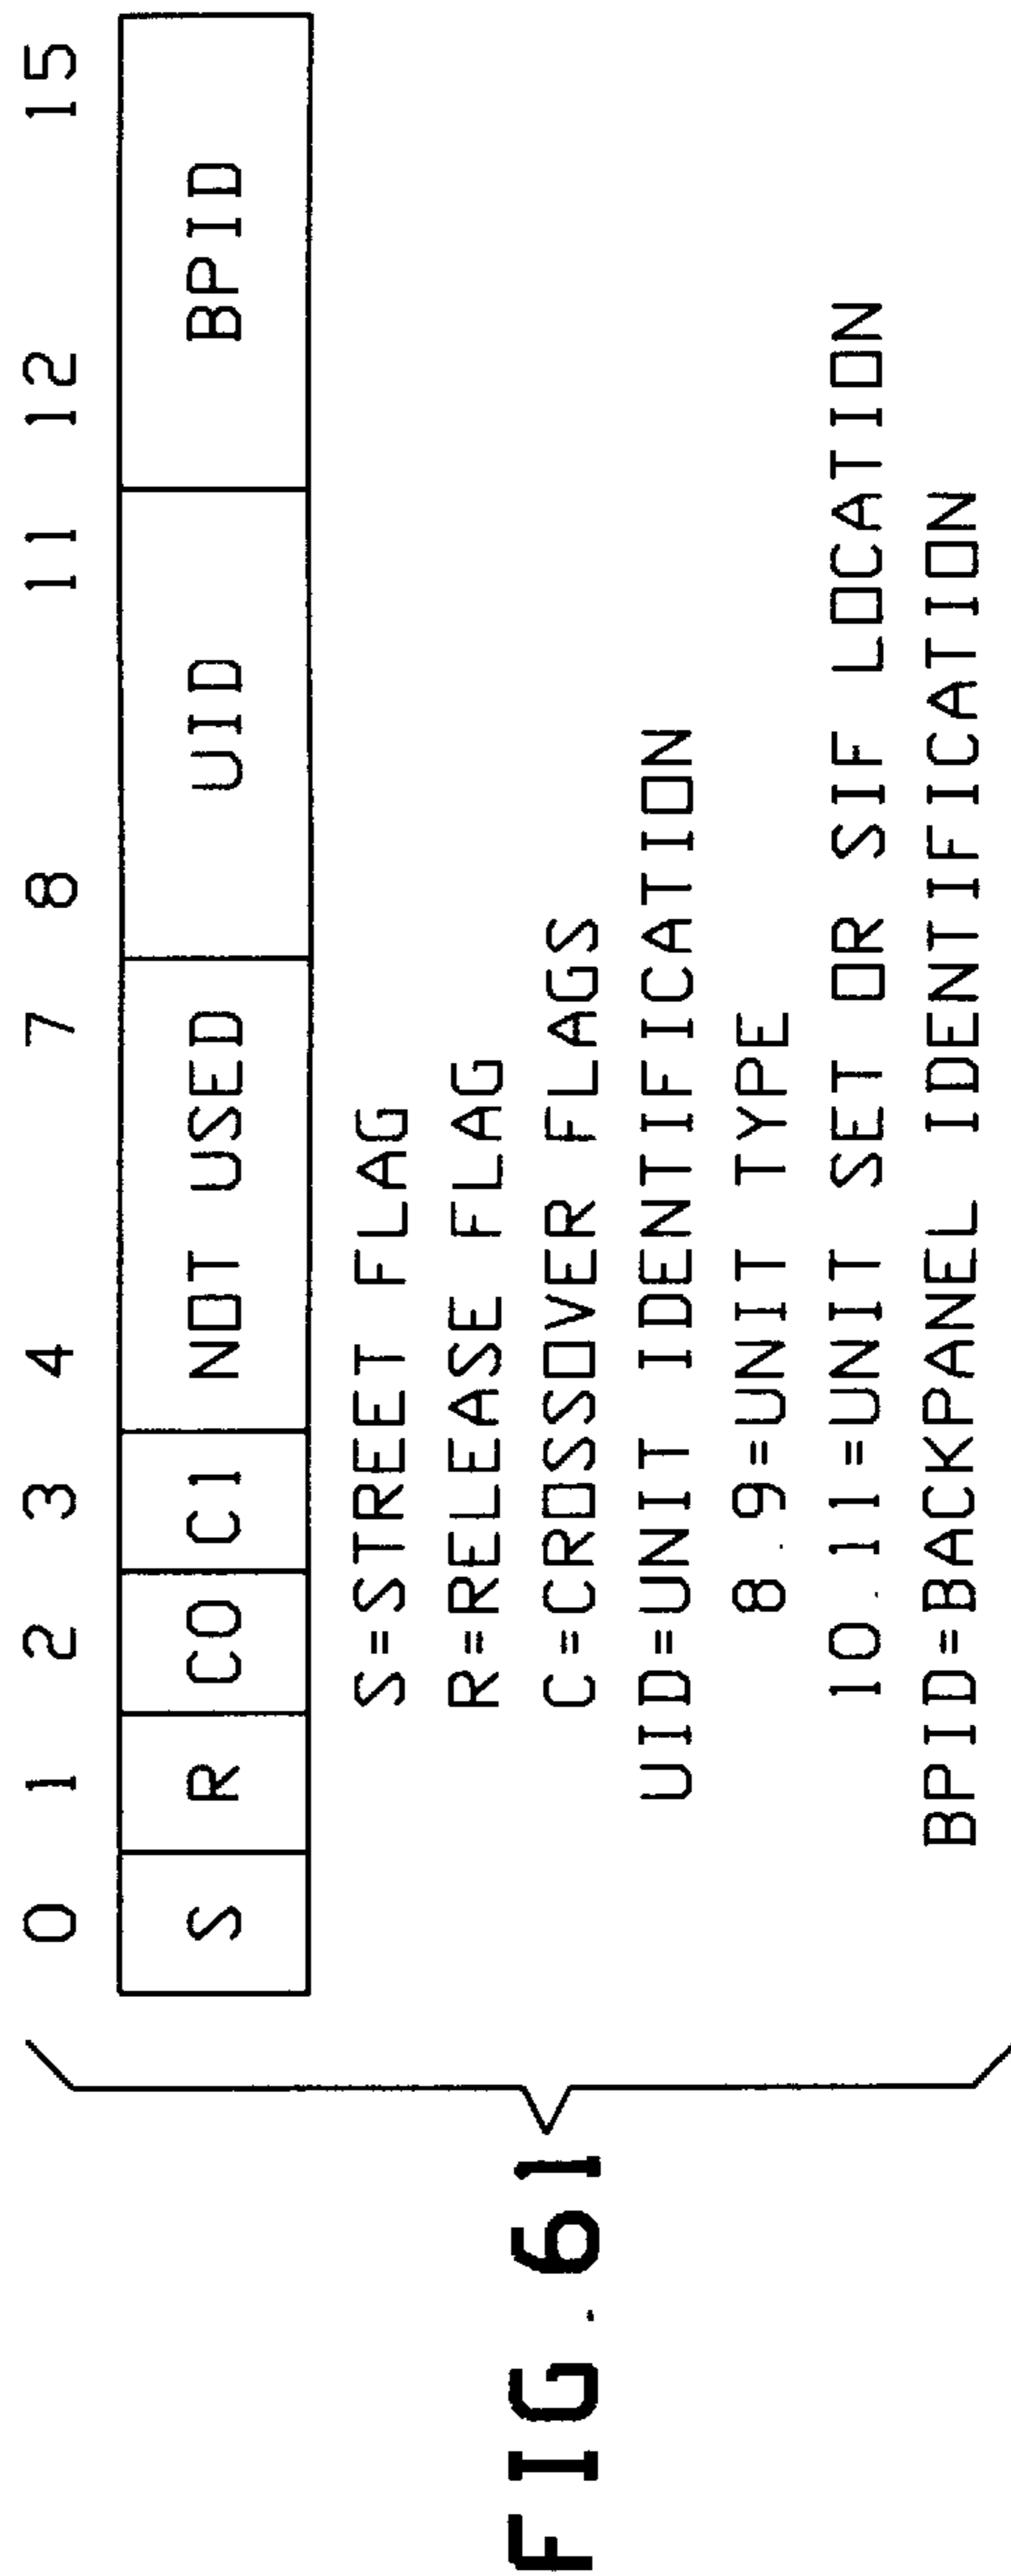 0 1 2 3 4 7 8 11 12 15
S R C0 C1 NOT USED UID BPID
S=STREET FLAG
R=RELEASE FLAG
C=CROSSOVER FLAGS
UID=UNIT IDENTIFICATION
8.9=UNIT TYPE
10.11=UNIT SET OR SIF LOCATION
BPID=BACKPANEL IDENTIFICATION
FIG.61